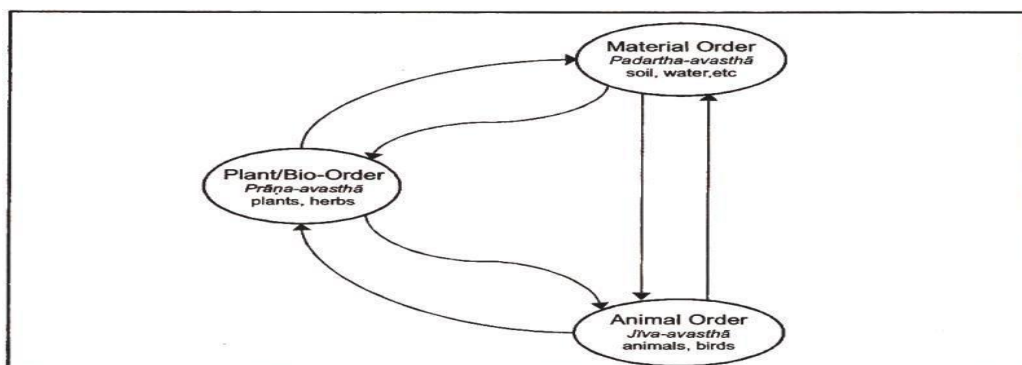 Material Order
Padartha-avasthā
soil, water,etc
Plant/Bio-Order
Prāṇa-avasthā
plants, herbs
Animal Order
Jīva-avasthā
animals, birds